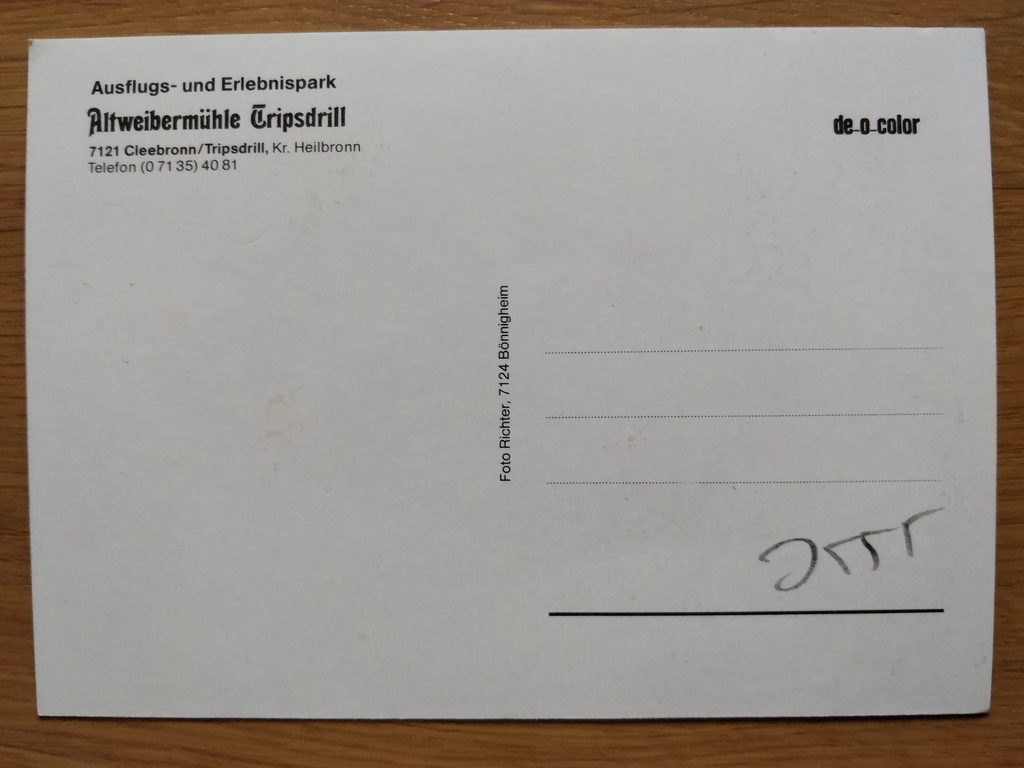 Ausflugs- und Erlebnispark
Altweibermühle Tripsdrill
7121 Cleebronn/Tripsdrill, Kr. Heilbronn
Telefon (0 71 35) 40 81
de-o-color
Foto Richter, 7124 Bönnigheim